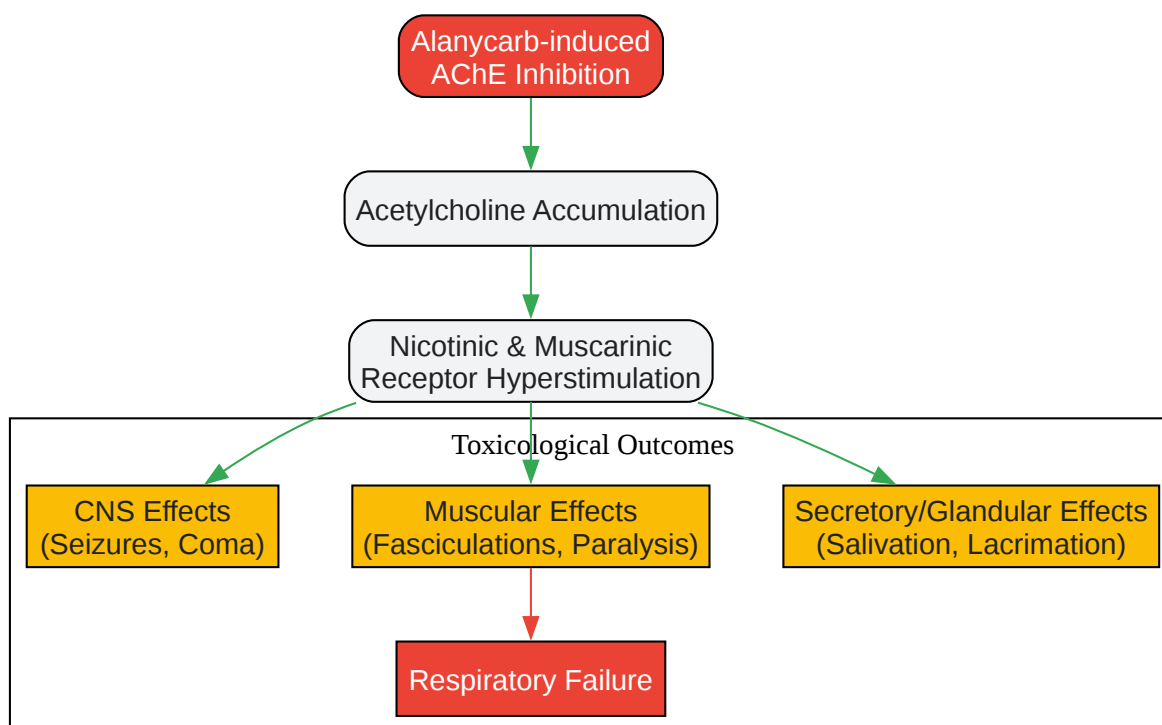 Alanycarb-induced
AChE Inhibition
Acetylcholine Accumulation
Nicotinic & Muscarinic
Receptor Hyperstimulation
Toxicological Outcomes
CNS Effects
(Seizures, Coma)
Muscular Effects
(Fasciculations, Paralysis)
Secretory/Glandular Effects
(Salivation, Lacrimation)
Respiratory Failure